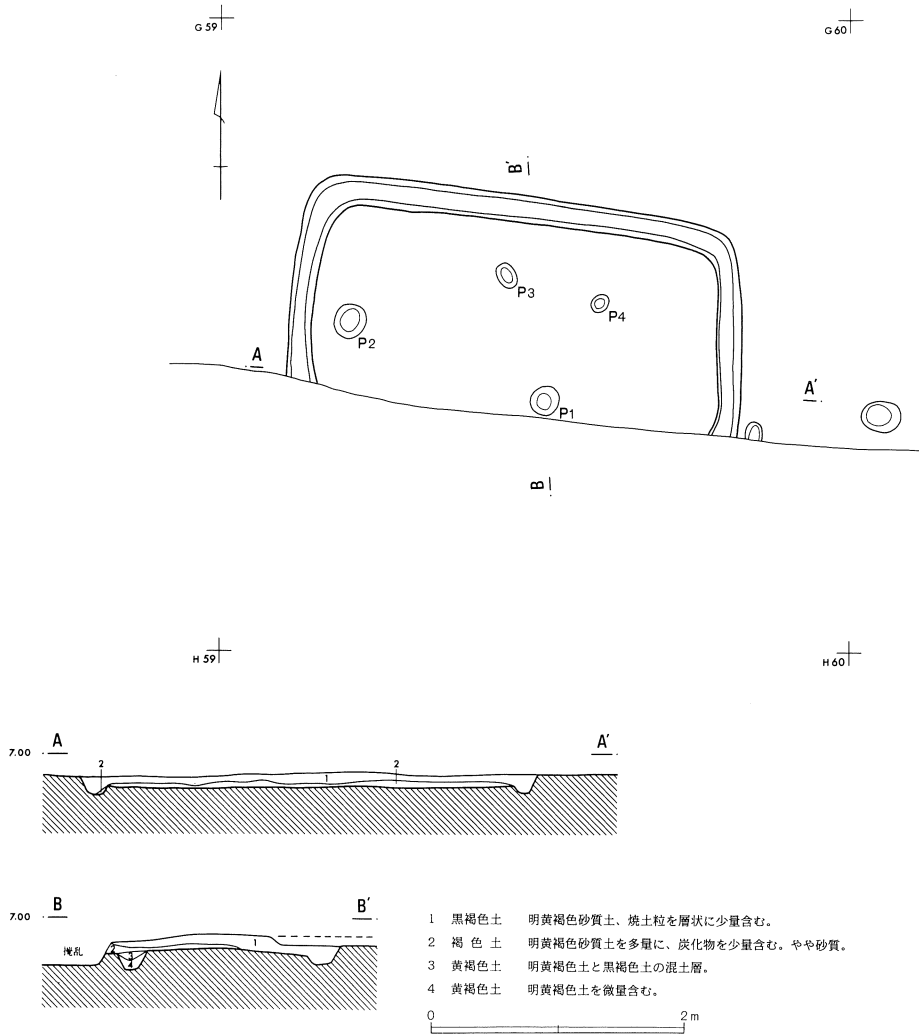 G 59
G 60
B'
P3
P4
P2
A
A'
P1
B
H 59
H 60
A
A'
7.00
2
2
1
B
B'
7.00
攪乱
1
2
3
4
1 黒褐色土 明黄褐色砂質土、焼土粒を層状に少量含む。
2 褐色土 明黄褐色砂質土を多量に、炭化物を少量含む。やや砂質。
3 黄褐色土 明黄褐色土と黒褐色土の混土層。
4 黄褐色土 明黄褐色土を微量含む。
0
2 m